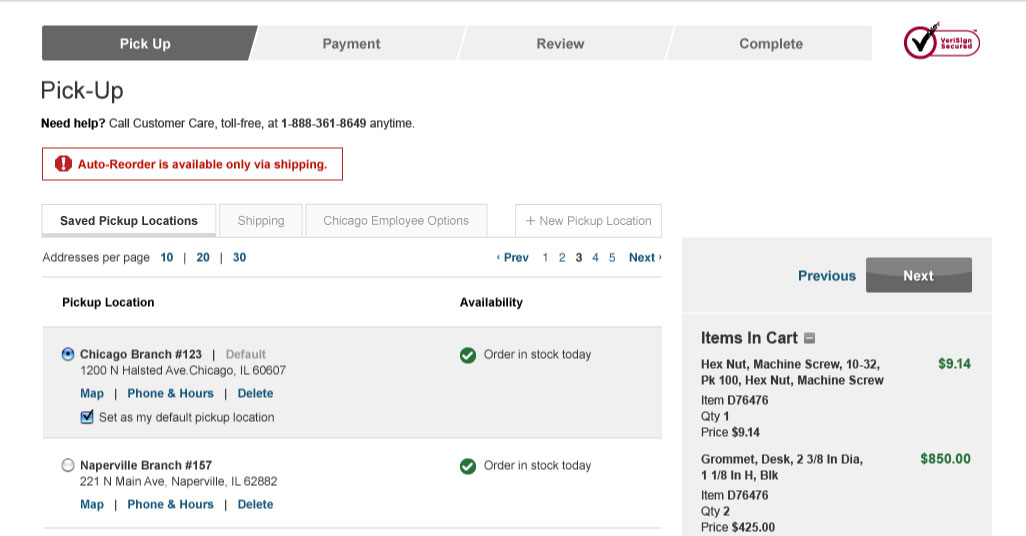 Pick Up
Payment
Review
Complete
VeriSign
Secured
Pick-Up
Need help? Call Customer Care, toll-free, at 1-888-361-8649 anytime.
Auto-Reorder is available only via shipping.
Saved Pickup Locations
Shipping
Chicago Employee Options
+ New Pickup Location
Addresses per page 10 | 20 | 30
‹ Prev 1 2 3 4 5 Next ›
Pickup Location
Availability
Chicago Branch #123 | Default
1200 N Halsted Ave.Chicago, IL 60607
Map | Phone & Hours | Delete
Set as my default pickup location
Order in stock today
Naperville Branch #157
221 N Main Ave, Naperville, IL 62882
Map | Phone & Hours | Delete
Order in stock today
Previous
Next
Items In Cart
Hex Nut, Machine Screw, 10-32, $9.14
Pk 100, Hex Nut, Machine Screw
Item D76476
Qty 1
Price $9.14
Grommet, Desk, 2 3/8 In Dia, $850.00
1 1/8 In H, Blk
Item D76476
Qty 2
Price $425.00